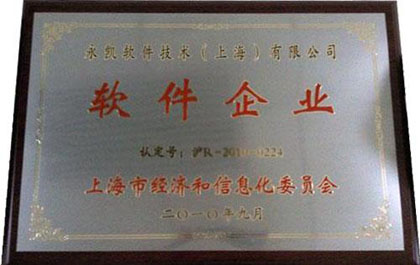 永凯软件技术(上海)有限公司
软件企业
认定号：沪R-2010-0224
上海市经济和信息化委员会
二〇一〇年九月